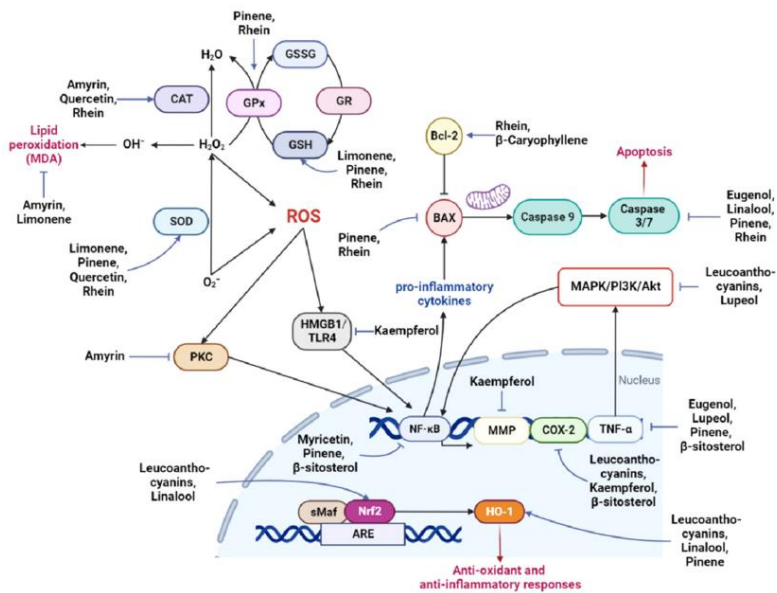 Pinene,
Rhein
H₂O
GSSG
Amyrin,
Quercetin,
Rhein
CAT
GPx
GR
Lipid
peroxidation
(MDA)
OH⁻
H₂O₂
GSH
Bcl-2
Rhein,
β-Caryophyllene
Limonene,
Pinene,
Rhein
Apoptosis
Amyrin,
Limonene
SOD
ROS
BAX
Caspase 9
Caspase
3/7
Eugenol,
Linalool,
Pinene,
Rhein
Pinene,
Rhein
Limonene,
Pinene,
Quercetin,
Rhein
O₂⁻
pro-inflammatory
cytokines
MAPK/PI3K/Akt
Leucoantho-
cyanins,
Lupeol
HMGB1/
TLR4
Kaempferol
Amyrin
PKC
Nucleus
Kaempferol
NF-κB
MMP
COX-2
TNF-α
Eugenol,
Lupeol,
Pinene,
β-sitosterol
Myricetin,
Pinene,
β-sitosterol
Leucoantho-
cyanins,
Kaempferol,
β-sitosterol
Leucoantho-
cyanins,
Linalool
sMaf
Nrf2
HO-1
ARE
Leucoantho-
cyanins,
Linalool,
Pinene
Anti-oxidant and
anti-inflammatory responses